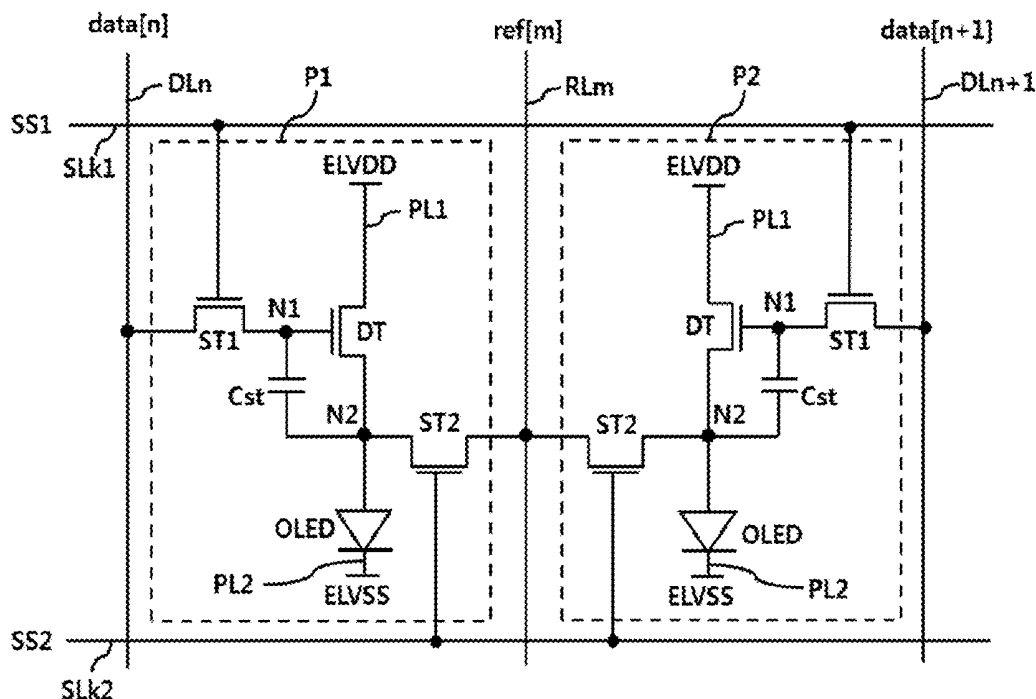 data[n]
ref[m]
data[n+1]
DLn
P1
RLm
P2
DLn+1
SS1
SLk1
ELVDD
ELVDD
PL1
PL1
N1
N1
ST1
DT
DT
ST1
Cst
Cst
N2
ST2
ST2
N2
OLED
OLED
PL2
PL2
ELVSS
ELVSS
SS2
SLk2